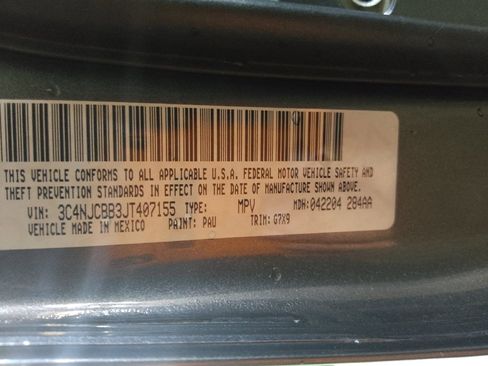 THIS VEHICLE CONFORMS TO ALL APPLICABLE U.S.A. FEDERAL MOTOR VEHICLE SAFETY AND
THEFT PREVENTION STANDARDS IN EFFECT ON THE DATE OF MANUFACTURE SHOWN ABOVE.
VIN: 3C4NJCBB3JT407155 TYPE: MPV MDH: 042204 284AA
VEHICLE MADE IN MEXICO PAINT: PAU TRIM: G7X9